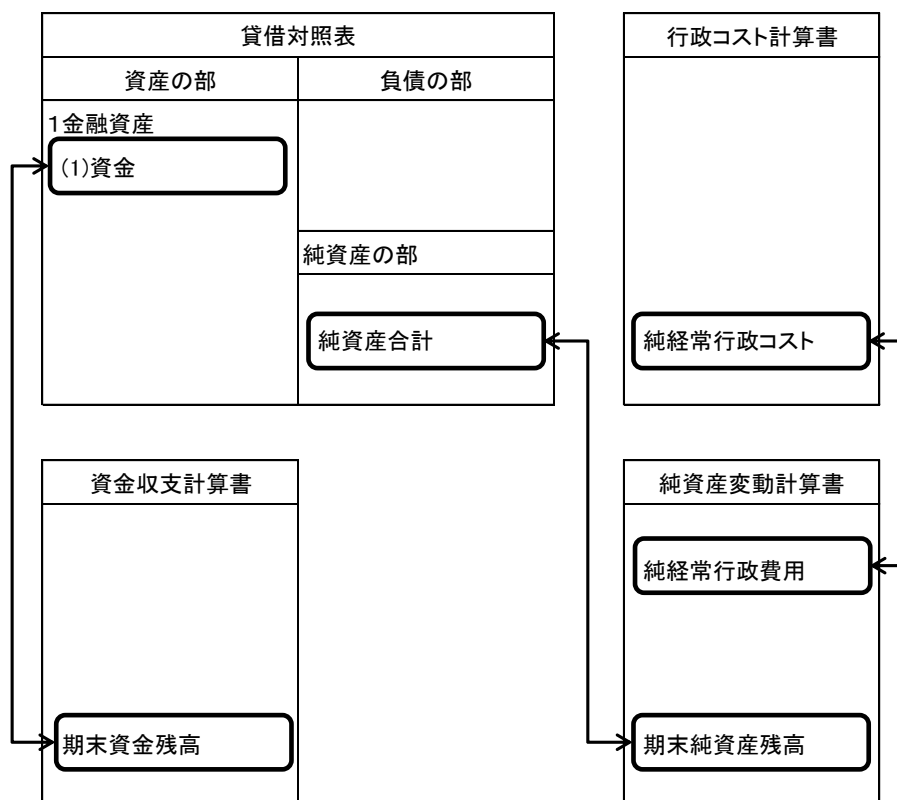 貸借対照表
資産の部
負債の部
1金融資産
(1)資金
純資産の部
純資産合計
行政コスト計算書
純経常行政コスト
資金収支計算書
期末資金残高
純資産変動計算書
純経常行政費用
期末純資産残高